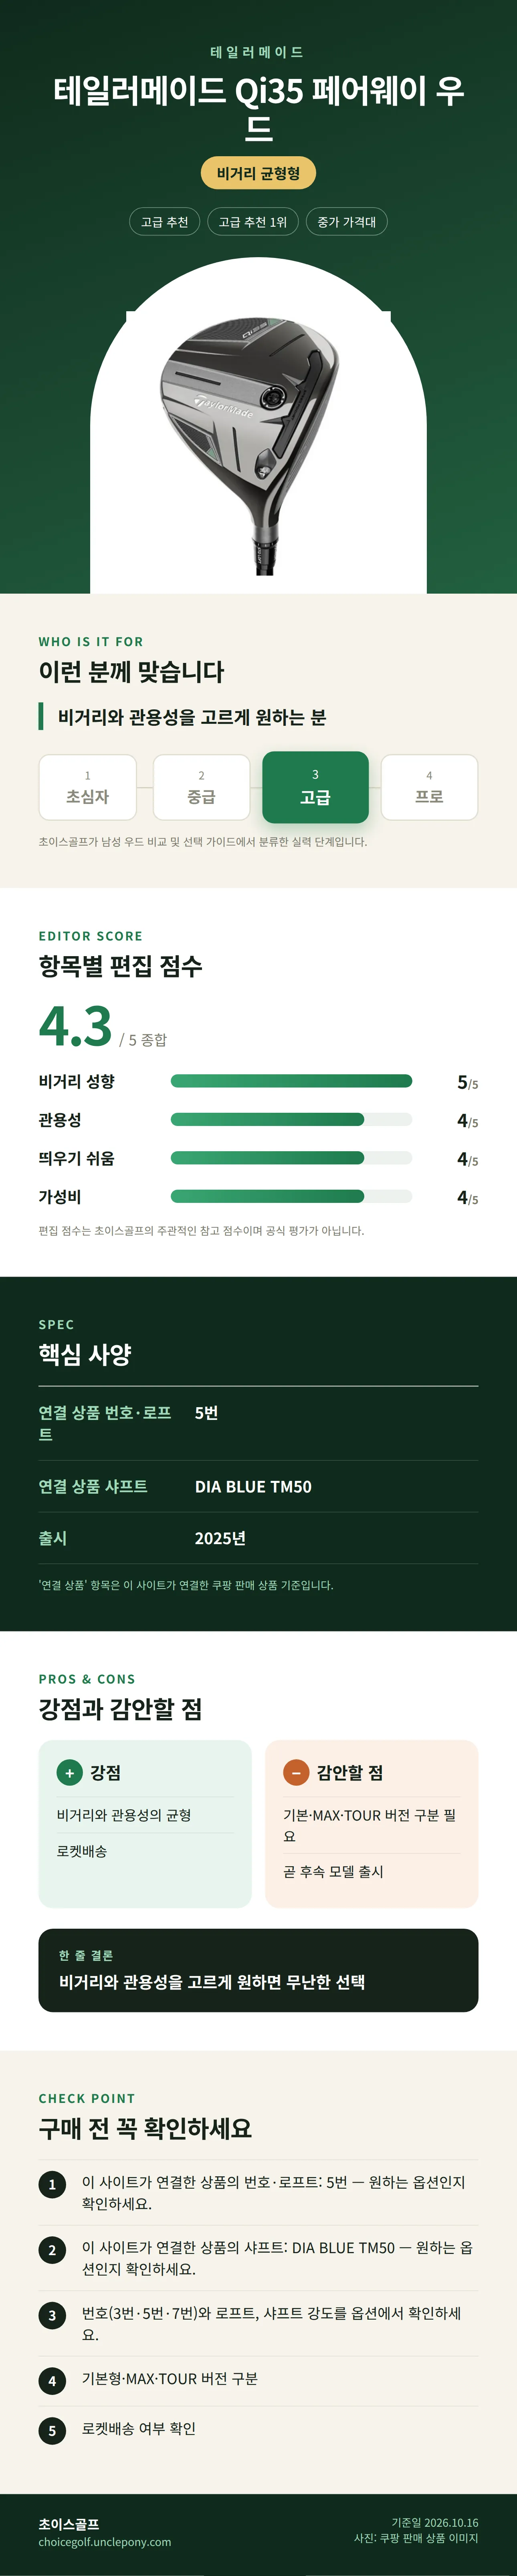 테일러메이드
테일러메이드 Qi35 페어웨이 우
드
비거리 균형형
고급 추천
고급 추천 1위
중가 가격대
Qi35
TaylorMade
WHO IS IT FOR
이런 분께 맞습니다
비거리와 관용성을 고르게 원하는 분
1
초심자
2
중급
3
고급
4
프로
초이스골프가 남성 우드 비교 및 선택 가이드에서 분류한 실력 단계입니다.
EDITOR SCORE
항목별 편집 점수
4.3 / 5 종합
비거리 성향 5/5
관용성 4/5
띄우기 쉬움 4/5
가성비 4/5
편집 점수는 초이스골프의 주관적인 참고 점수이며 공식 평가가 아닙니다.
SPEC
핵심 사양
연결 상품 번호·로프
트
5번
연결 상품 샤프트 DIA BLUE TM50
출시 2025년
'연결 상품' 항목은 이 사이트가 연결한 쿠팡 판매 상품 기준입니다.
PROS & CONS
강점과 감안할 점
+ 강점
비거리와 관용성의 균형
로켓배송
− 감안할 점
기본·MAX·TOUR 버전 구분 필
요
곧 후속 모델 출시
한 줄 결론
비거리와 관용성을 고르게 원하면 무난한 선택
CHECK POINT
구매 전 꼭 확인하세요
1 이 사이트가 연결한 상품의 번호·로프트: 5번 — 원하는 옵션인지
확인하세요.
2 이 사이트가 연결한 상품의 샤프트: DIA BLUE TM50 — 원하는 옵
션인지 확인하세요.
3 번호(3번·5번·7번)와 로프트, 샤프트 강도를 옵션에서 확인하세
요.
4 기본형·MAX·TOUR 버전 구분
5 로켓배송 여부 확인
초이스골프
choicegolf.unclepony.com
기준일 2026.10.16
사진: 쿠팡 판매 상품 이미지